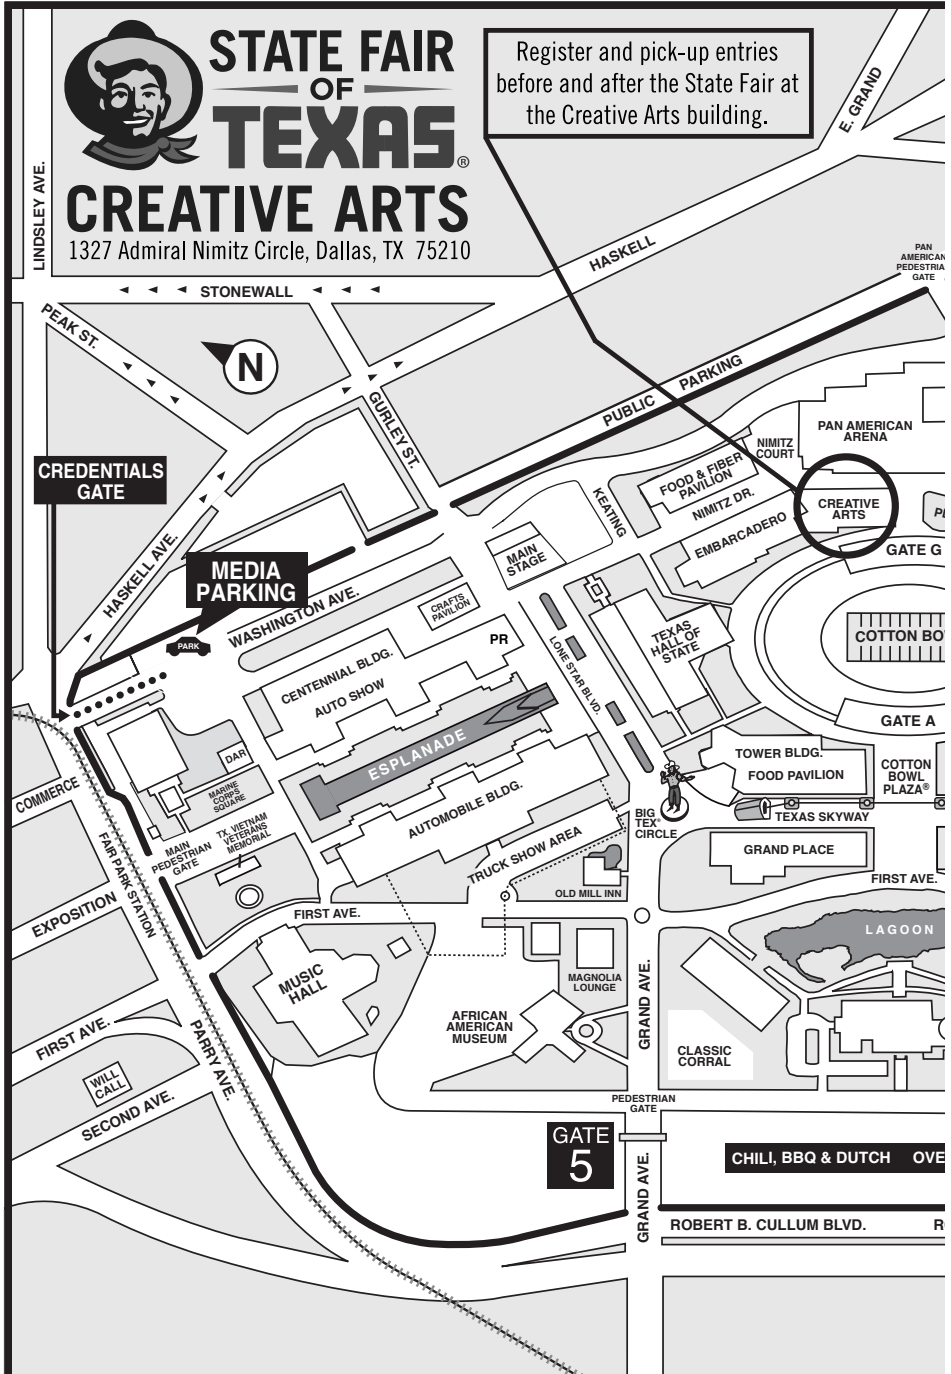 STATE FAIR
OF
TEXAS®
CREATIVE ARTS
1327 Admiral Nimitz Circle, Dallas, TX 75210
Register and pick-up entries
before and after the State Fair at
the Creative Arts building.
LINDSLEY AVE.
E. GRAND
HASKELL
PAN
AMERICAN
PEDESTRIA
GATE
STONEWALL
PEAK ST.
N
GURLEY ST.
PUBLIC PARKING
CREDENTIALS
GATE
HASKELL AVE.
MEDIA
PARKING
PARK
WASHINGTON AVE.
PAN AMERICAN
ARENA
NIMITZ
COURT
FOOD & FIBER
PAVILION
NIMITZ DR.
EMBARCADERO
KEATING
CREATIVE
ARTS
PE
GATE G
MAIN
STAGE
CRAFTS
PAVILION
PR
CENTENNIAL BLDG.
AUTO SHOW
LONE STAR BLVD.
TEXAS
HALL OF
STATE
COTTON BO
GATE A
ESPLANADE
DAR
MARINE
CORPS
SQUARE
COMMERCE
AUTOMOBILE BLDG.
TOWER BLDG.
FOOD PAVILION
COTTON
BOWL
PLAZA®
TEXAS SKYWAY
BIG
TEX®
CIRCLE
MAIN
PEDESTRIAN
GATE
TX. VIETNAM
VETERANS
MEMORIAL
TRUCK SHOW AREA
GRAND PLACE
FAIR PARK STATION
OLD MILL INN
FIRST AVE.
EXPOSITION
FIRST AVE.
LAGOON
MUSIC
HALL
MAGNOLIA
LOUNGE
GRAND AVE.
AFRICAN
AMERICAN
MUSEUM
CLASSIC
CORRAL
FIRST AVE.
PARRY AVE.
WILL
CALL
SECOND AVE.
PEDESTRIAN
GATE
GATE
5
CHILI, BBQ & DUTCH OVE
GRAND AVE.
ROBERT B. CULLUM BLVD. R